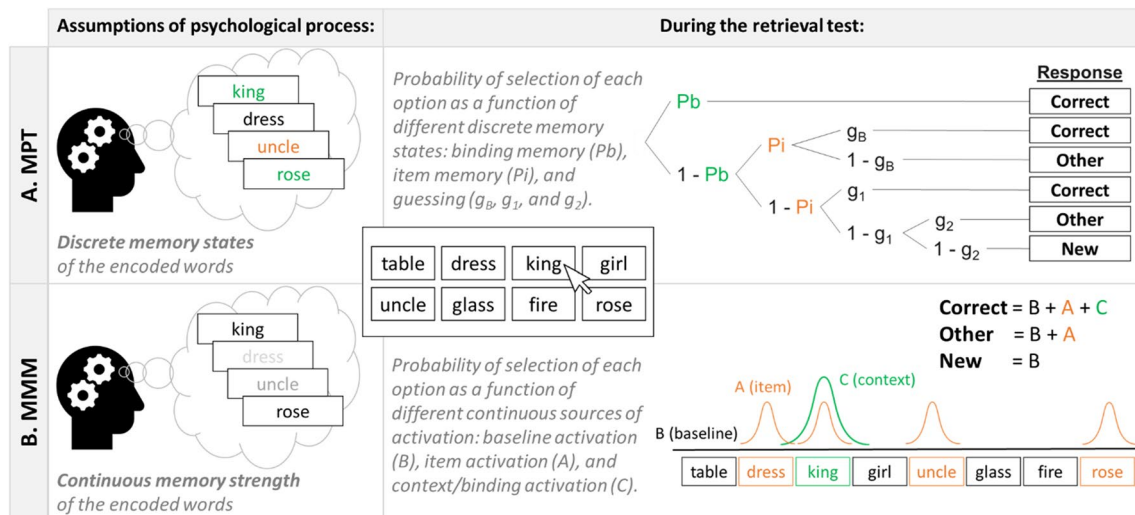 Assumptions of psychological process:
During the retrieval test:
A. MPT
king
dress
uncle
rose
Discrete memory states
of the encoded words
Probability of selection of each
option as a function of
different discrete memory
states: binding memory (Pb),
item memory (Pi), and
guessing (gB, g1, and g2).
Response
Pb
Correct
1 - Pb
Pi
gB
Correct
1 - gB
Other
1 - Pi
g1
Correct
1 - g1
g2
Other
1 - g2
New
table dress king girl
uncle glass fire rose
B. MMM
king
dress
uncle
rose
Continuous memory strength
of the encoded words
Probability of selection of each
option as a function of
different continuous sources of
activation: baseline activation
(B), item activation (A), and
context/binding activation (C).
Correct = B + A + C
Other = B + A
New = B
A (item)
C (context)
B (baseline)
table dress king girl uncle glass fire rose